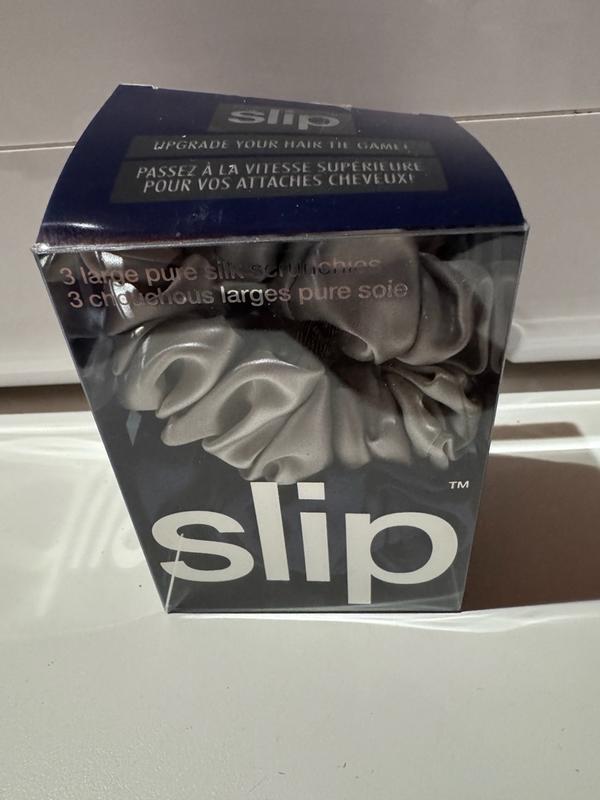 slip
UPGRADE YOUR HAIR TIE GAME!
PASSEZ À LA VITESSE SUPÉRIEURE
POUR VOS ATTACHES CHEVEUX!
3 large pure silk scrunchies
3 chouchous larges pure soie
slip™